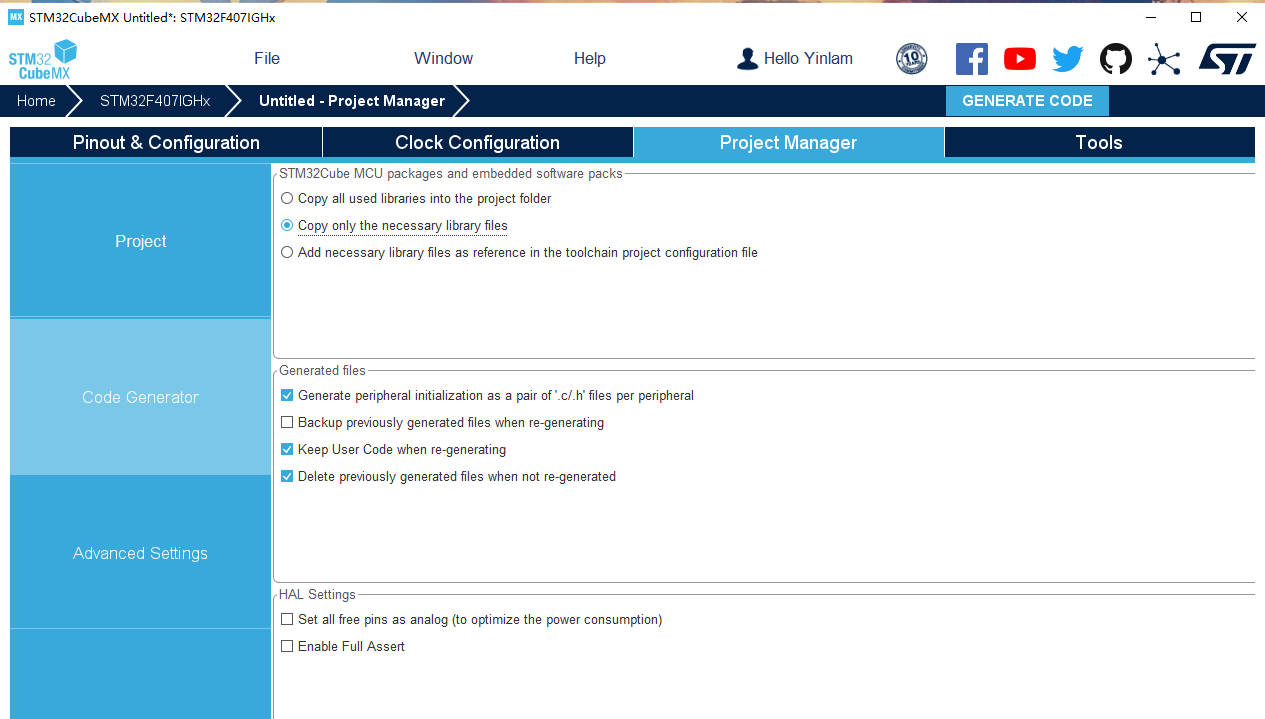 MX STM32CubeMX Untitled*: STM32F407IGHx
STM32
CubeMX
File Window Help Hello Yinlam
10
Home STM32F407IGHx Untitled - Project Manager GENERATE CODE
Pinout & Configuration Clock Configuration Project Manager Tools
STM32Cube MCU packages and embedded software packs
Copy all used libraries into the project folder
Copy only the necessary library files
Project
Add necessary library files as reference in the toolchain project configuration file
Generated files
Generate peripheral initialization as a pair of '.c/.h' files per peripheral
Code Generator
Backup previously generated files when re-generating
Keep User Code when re-generating
Delete previously generated files when not re-generated
Advanced Settings
HAL Settings
Set all free pins as analog (to optimize the power consumption)
Enable Full Assert